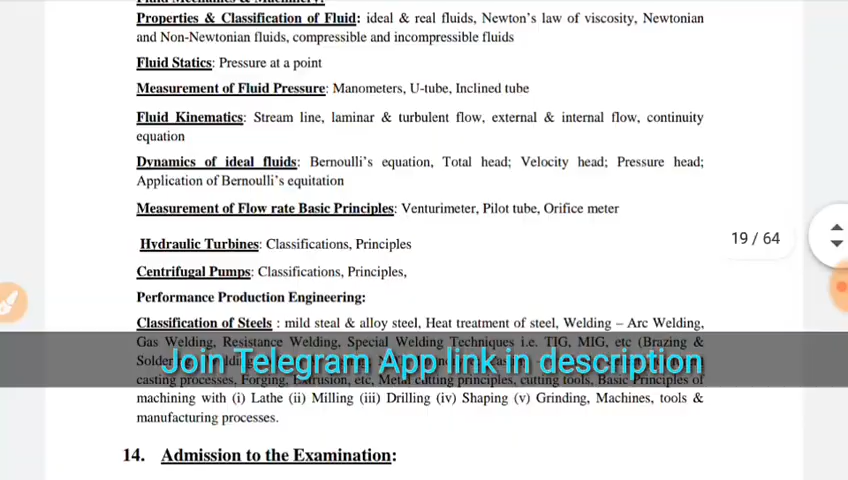 Fluid Mechanics & Machinery:
Properties & Classification of Fluid: ideal & real fluids, Newton's law of viscosity, Newtonian
and Non-Newtonian fluids, compressible and incompressible fluids
Fluid Statics: Pressure at a point
Measurement of Fluid Pressure: Manometers, U-tube, Inclined tube
Fluid Kinematics: Stream line, laminar & turbulent flow, external & internal flow, continuity
equation
Dynamics of ideal fluids: Bernoulli's equation, Total head; Velocity head; Pressure head;
Application of Bernoulli's equitation
Measurement of Flow rate Basic Principles: Venturimeter, Pilot tube, Orifice meter
19 / 64
Hydraulic Turbines: Classifications, Principles
Centrifugal Pumps: Classifications, Principles,
Performance Production Engineering:
Classification of Steels : mild steal & alloy steel, Heat treatment of steel, Welding – Arc Welding,
Gas Welding, Resistance Welding, Special Welding Techniques i.e. TIG, MIG, etc (Brazing &
Join Telegram App link in description
casting processes, Forging, Extrusion, etc, Metal cutting principles, cutting tools, Basic Principles of
machining with (i) Lathe (ii) Milling (iii) Drilling (iv) Shaping (v) Grinding, Machines, tools &
manufacturing processes.
14. Admission to the Examination: